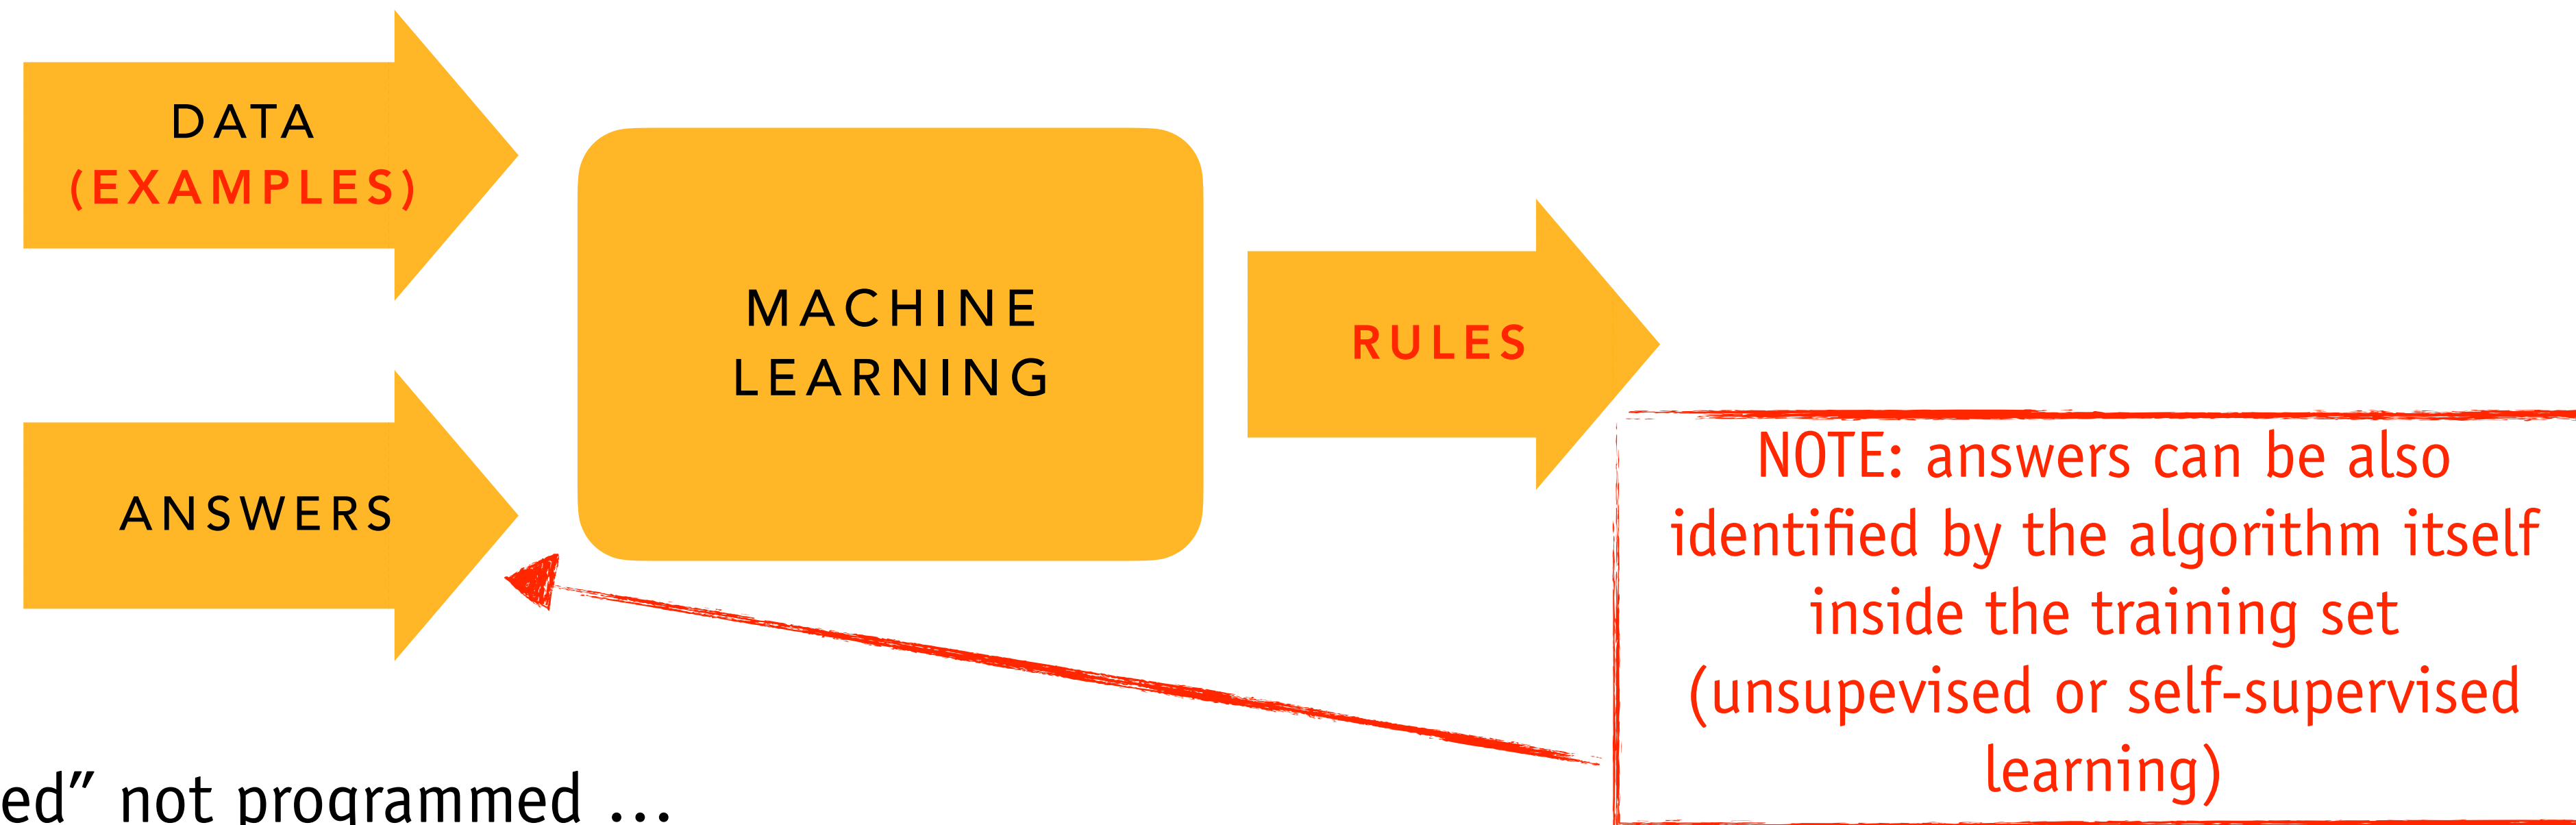 DATA
(EXAMPLES)
MACHINE
LEARNING
RULES
ANSWERS
NOTE: answers can be also
identified by the algorithm itself
inside the training set
(unsupevised or self-supervised
learning)
ed” not programmed …